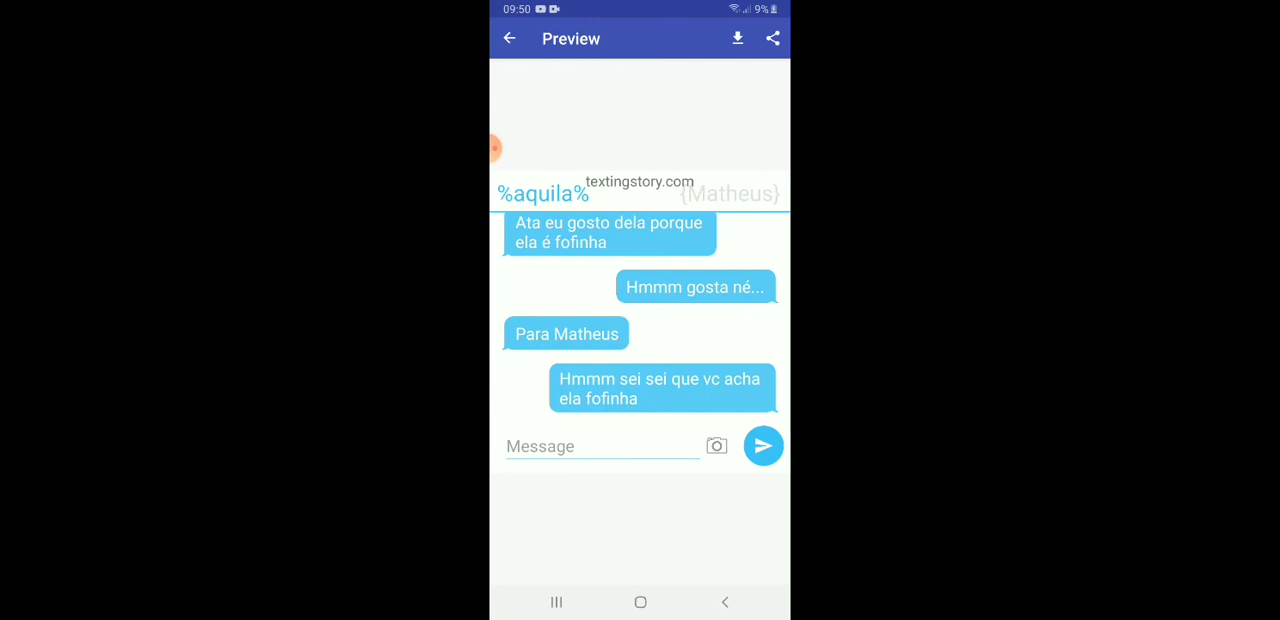 09:50
9%
Preview
textingstory.com
%aquila%
{Matheus}
Ata eu gosto dela porque
ela é fofinha
Hmmm gosta né...
Para Matheus
Hmmm sei sei que vc acha
ela fofinha
Message